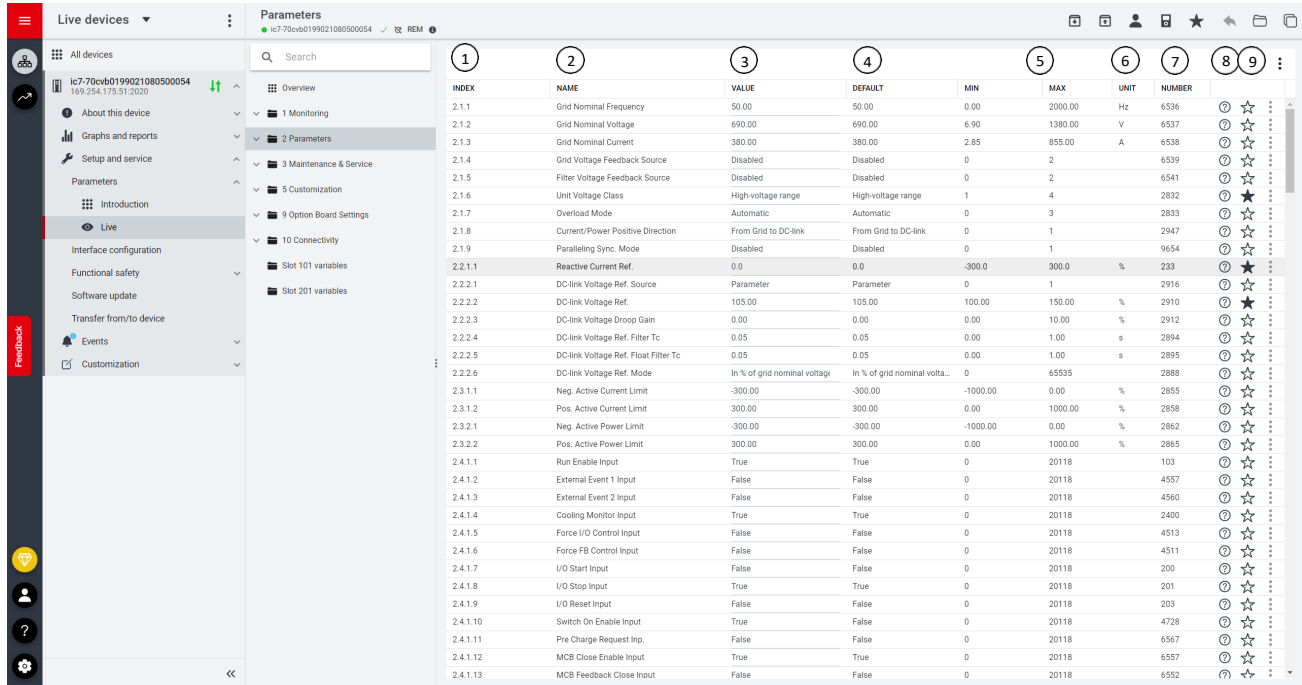 Live devices
Parameters
ic7-70cvb0199021080500054 REM
All devices
ic7-70cvb0199021080500054
169.254.175.51:2020
About this device
Graphs and reports
Setup and service
Parameters
Introduction
Live
Interface configuration
Functional safety
Software update
Transfer from/to device
Events
Customization
Feedback
Search
Overview
1 Monitoring
2 Parameters
3 Maintenance & Service
5 Customization
9 Option Board Settings
10 Connectivity
Slot 101 variables
Slot 201 variables
1 2 3 4 5 6 7 8 9
INDEX NAME VALUE DEFAULT MIN MAX UNIT NUMBER
2.1.1 Grid Nominal Frequency 50.00 50.00 0.00 2000.00 Hz 6536
2.1.2 Grid Nominal Voltage 690.00 690.00 6.90 1380.00 V 6537
2.1.3 Grid Nominal Current 380.00 380.00 2.85 855.00 A 6538
2.1.4 Grid Voltage Feedback Source Disabled Disabled 0 2 6539
2.1.5 Filter Voltage Feedback Source Disabled Disabled 0 2 6541
2.1.6 Unit Voltage Class High-voltage range High-voltage range 1 4 2832
2.1.7 Overload Mode Automatic Automatic 0 3 2833
2.1.8 Current/Power Positive Direction From Grid to DC-link From Grid to DC-link 0 1 2947
2.1.9 Paralleling Sync. Mode Disabled Disabled 0 1 9654
2.2.1.1 Reactive Current Ref. 0.0 0.0 -300.0 300.0 % 233
2.2.2.1 DC-link Voltage Ref. Source Parameter Parameter 0 1 2916
2.2.2.2 DC-link Voltage Ref. 105.00 105.00 100.00 150.00 % 2910
2.2.2.3 DC-link Voltage Droop Gain 0.00 0.00 0.00 10.00 % 2912
2.2.2.4 DC-link Voltage Ref. Filter Tc 0.05 0.05 0.00 1.00 s 2894
2.2.2.5 DC-link Voltage Ref. Float Filter Tc 0.05 0.05 0.00 1.00 s 2895
2.2.2.6 DC-link Voltage Ref. Mode In % of grid nominal voltage In % of grid nominal volta... 0 65535 2888
2.3.1.1 Neg. Active Current Limit -300.00 -300.00 -1000.00 0.00 % 2855
2.3.1.2 Pos. Active Current Limit 300.00 300.00 0.00 1000.00 % 2858
2.3.2.1 Neg. Active Power Limit -300.00 -300.00 -1000.00 0.00 % 2862
2.3.2.2 Pos. Active Power Limit 300.00 300.00 0.00 1000.00 % 2865
2.4.1.1 Run Enable Input True True 0 20118 103
2.4.1.2 External Event 1 Input False False 0 20118 4557
2.4.1.3 External Event 2 Input False False 0 20118 4560
2.4.1.4 Cooling Monitor Input True True 0 20118 2400
2.4.1.5 Force I/O Control Input False False 0 20118 4513
2.4.1.6 Force FB Control Input False False 0 20118 4511
2.4.1.7 I/O Start Input False False 0 20118 200
2.4.1.8 I/O Stop Input True True 0 20118 201
2.4.1.9 I/O Reset Input False False 0 20118 203
2.4.1.10 Switch On Enable Input True False 0 20118 4728
2.4.1.11 Pre Charge Request Inp. False False 0 20118 6567
2.4.1.12 MCB Close Enable Input True True 0 20118 6557
2.4.1.13 MCB Feedback Close Input False False 0 20118 6552